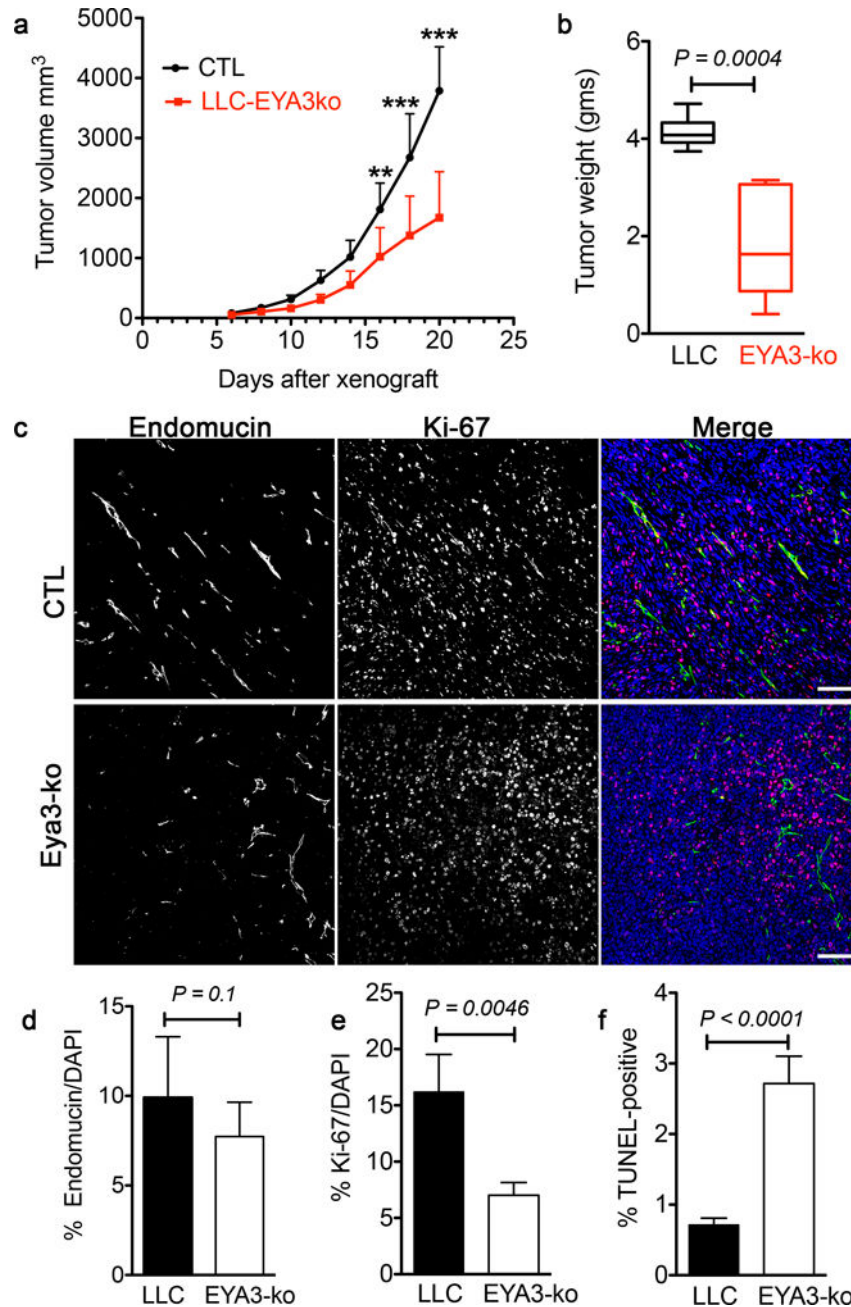 a
Tumor volume mm3
5000
4000
3000
2000
1000
0
CTL
LLC-EYA3ko
**
***
***
0 5 10 15 20 25
Days after xenograft
b
Tumor weight (gms)
6
4
2
0
P = 0.0004
LLC EYA3-ko
c
Endomucin Ki-67 Merge
CTL
Eya3-ko
d
% Endomucin/DAPI
15
10
5
0
P = 0.1
LLC EYA3-ko
e
% Ki-67/DAPI
25
20
15
10
5
0
P = 0.0046
LLC EYA3-ko
f
% TUNEL-positive
4
3
2
1
0
P < 0.0001
LLC EYA3-ko